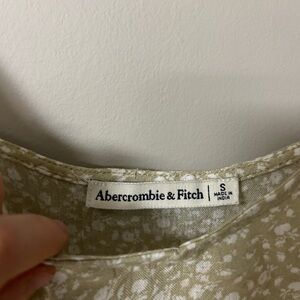 Abercrombie & Fitch
S
MADE IN
INDIA